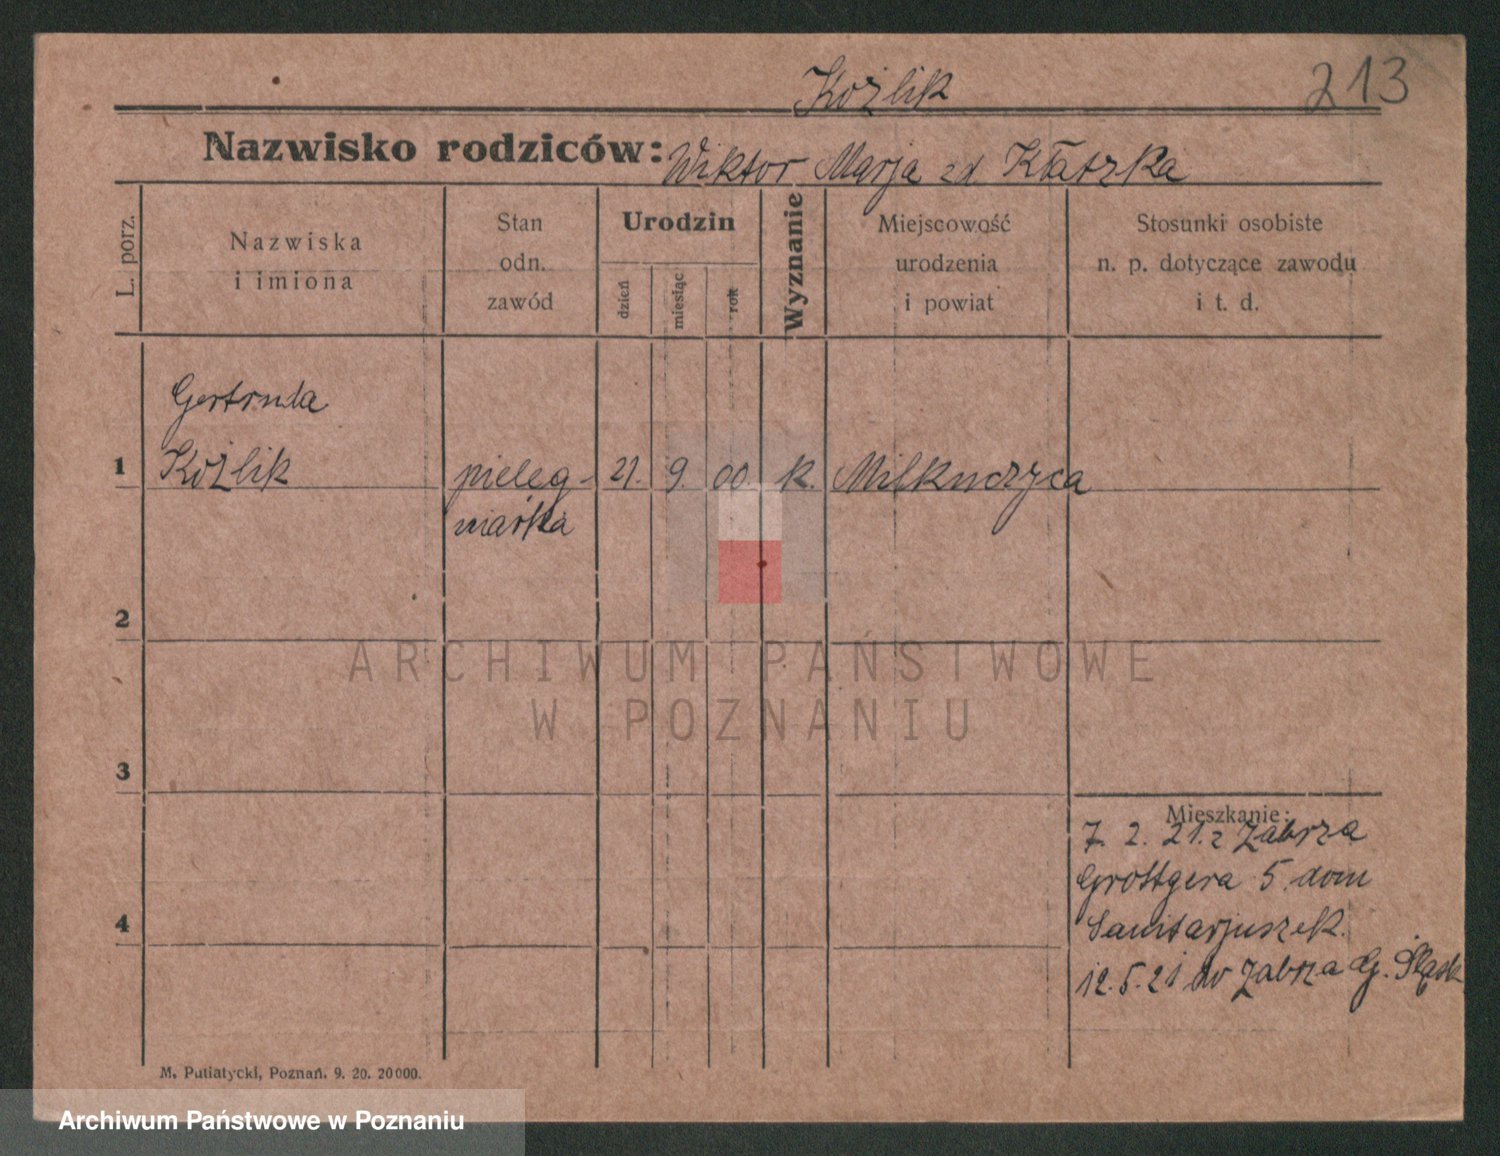 Koźlik
213
Nazwisko rodziców: Wiktor Marja zd Kłatzka
L. porz.
Nazwiska
i imiona
Stan
odn.
zawód
Urodzin
dzień
miesiąc
rok
Wyznanie
Miejscowość
urodzenia
i powiat
Stosunki osobiste
n. p. dotyczące zawodu
i t. d.
Gertruda
1 Koźlik pieleg- 21. 9. 00. k. Milkuczyca
niarka
2
ARCHIWUM PAŃSTWOWE
W POZNANIU
3
Mieszkanie:
7. 2. 21. z Zabrza
Grottgera 5. dom
4 Sanitarjuszek.
12. 5. 21 do Zabrza G. Śląsk
M. Putiatycki, Poznań. 9. 20. 20000.
Archiwum Państwowe w Poznaniu